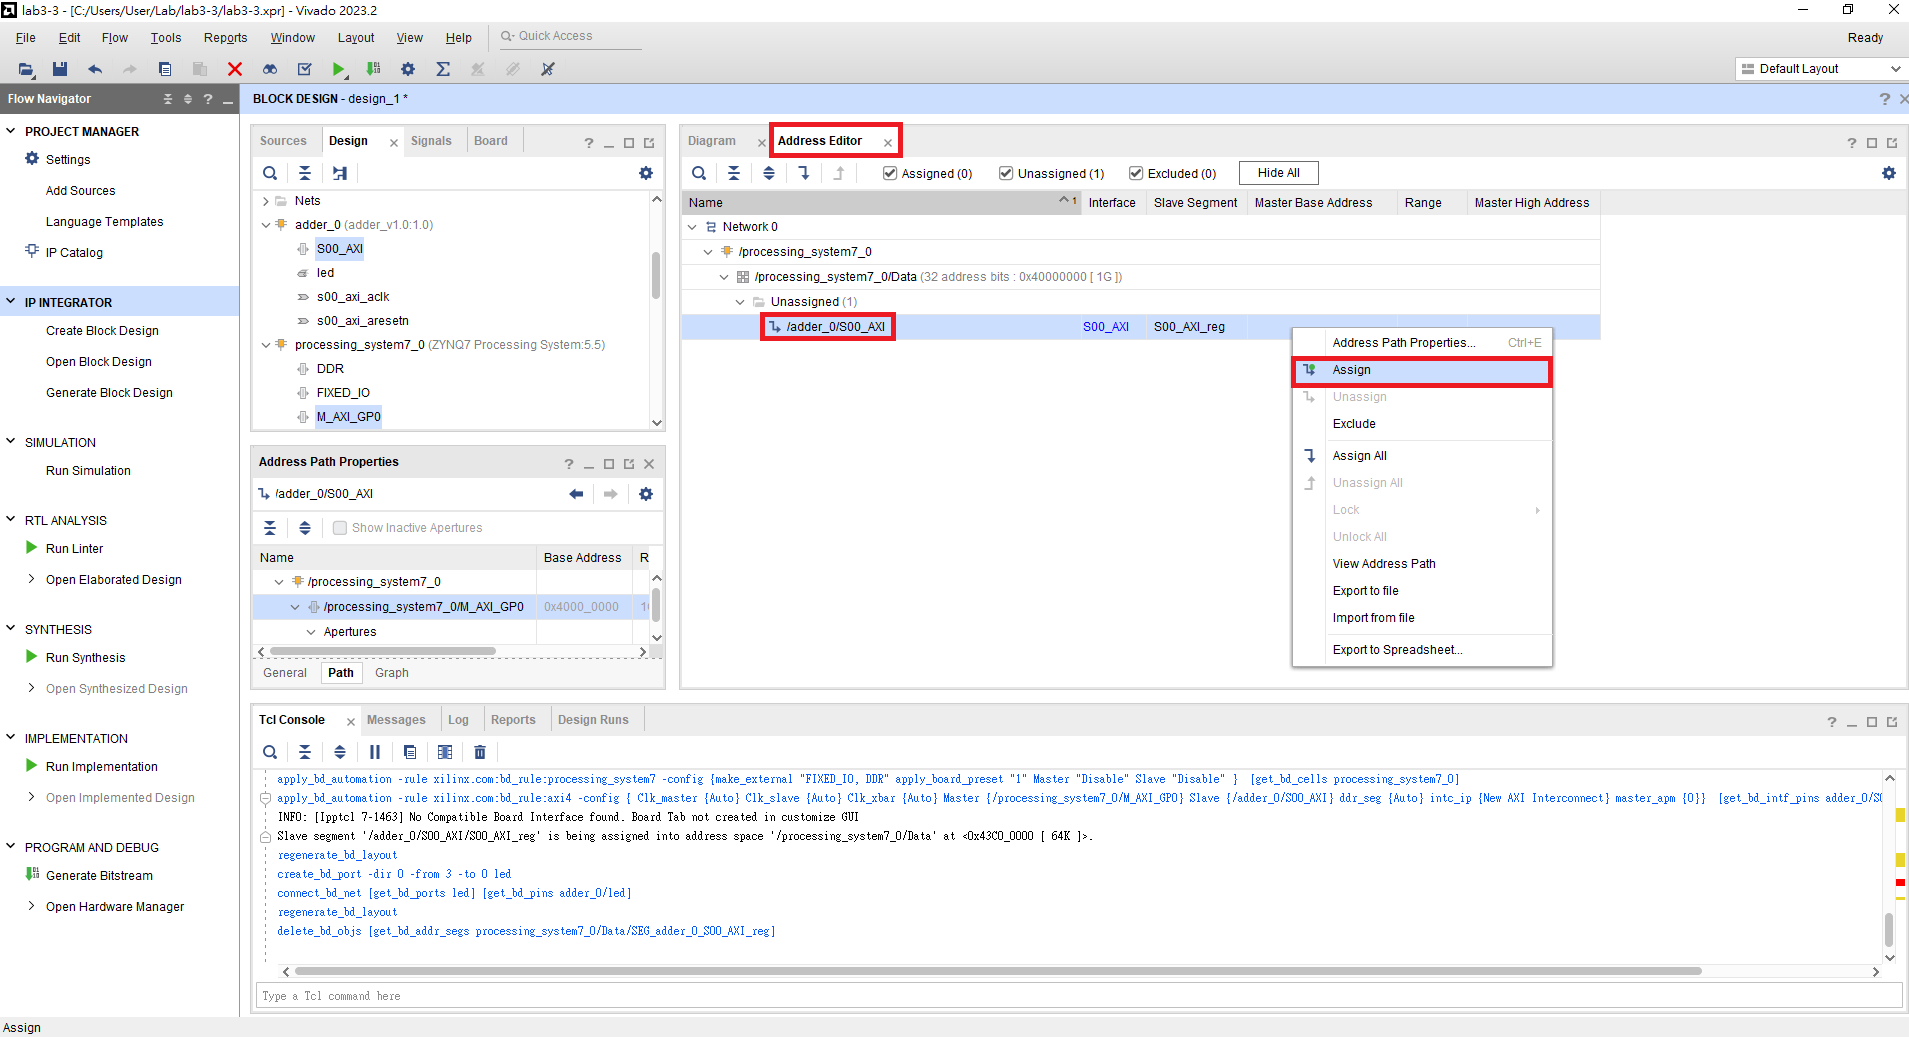 lab3-3 - [C:/Users/User/Lab/lab3-3/lab3-3.xpr] - Vivado 2023.2
File Edit Flow Tools Reports Window Layout View Help Quick Access Ready
Default Layout
Flow Navigator
PROJECT MANAGER
Settings
Add Sources
Language Templates
IP Catalog
IP INTEGRATOR
Create Block Design
Open Block Design
Generate Block Design
SIMULATION
Run Simulation
RTL ANALYSIS
Run Linter
Open Elaborated Design
SYNTHESIS
Run Synthesis
Open Synthesized Design
IMPLEMENTATION
Run Implementation
Open Implemented Design
PROGRAM AND DEBUG
Generate Bitstream
Open Hardware Manager
BLOCK DESIGN - design_1 *
Sources Design Signals Board
Nets
adder_0 (adder_v1.0:1.0)
S00_AXI
led
s00_axi_aclk
s00_axi_aresetn
processing_system7_0 (ZYNQ7 Processing System:5.5)
DDR
FIXED_IO
M_AXI_GP0
Address Path Properties
/adder_0/S00_AXI
Show Inactive Apertures
Name Base Address R
/processing_system7_0
/processing_system7_0/M_AXI_GP0 0x4000_0000 1
Apertures
General Path Graph
Diagram Address Editor
Assigned (0) Unassigned (1) Excluded (0) Hide All
Name 1 Interface Slave Segment Master Base Address Range Master High Address
Network 0
/processing_system7_0
/processing_system7_0/Data (32 address bits : 0x40000000 [ 1G ])
Unassigned (1)
/adder_0/S00_AXI S00_AXI S00_AXI_reg
Address Path Properties... Ctrl+E
Assign
Unassign
Exclude
Assign All
Unassign All
Lock
Unlock All
View Address Path
Export to file
Import from file
Export to Spreadsheet...
Tcl Console Messages Log Reports Design Runs
apply_bd_automation -rule xilinx.com:bd_rule:processing_system7 -config {make_external "FIXED_IO, DDR" apply_board_preset "1" Master "Disable" Slave "Disable" }  [get_bd_cells processing_system7_0]
apply_bd_automation -rule xilinx.com:bd_rule:axi4 -config { Clk_master {Auto} Clk_slave {Auto} Clk_xbar {Auto} Master {/processing_system7_0/M_AXI_GP0} Slave {/adder_0/S00_AXI} ddr_seg {Auto} intc_ip {New AXI Interconnect} master_apm {0}}  [get_bd_intf_pins adder_0/S0
INFO: [Ipptcl 7-1463] No Compatible Board Interface found. Board Tab not created in customize GUI
Slave segment '/adder_0/S00_AXI/S00_AXI_reg' is being assigned into address space '/processing_system7_0/Data' at <0x43C0_0000 [ 64K ]>.
regenerate_bd_layout
create_bd_port -dir O -from 3 -to 0 led
connect_bd_net [get_bd_ports led] [get_bd_pins adder_0/led]
regenerate_bd_layout
delete_bd_objs [get_bd_addr_segs processing_system7_0/Data/SEG_adder_0_S00_AXI_reg]
Type a Tcl command here
Assign